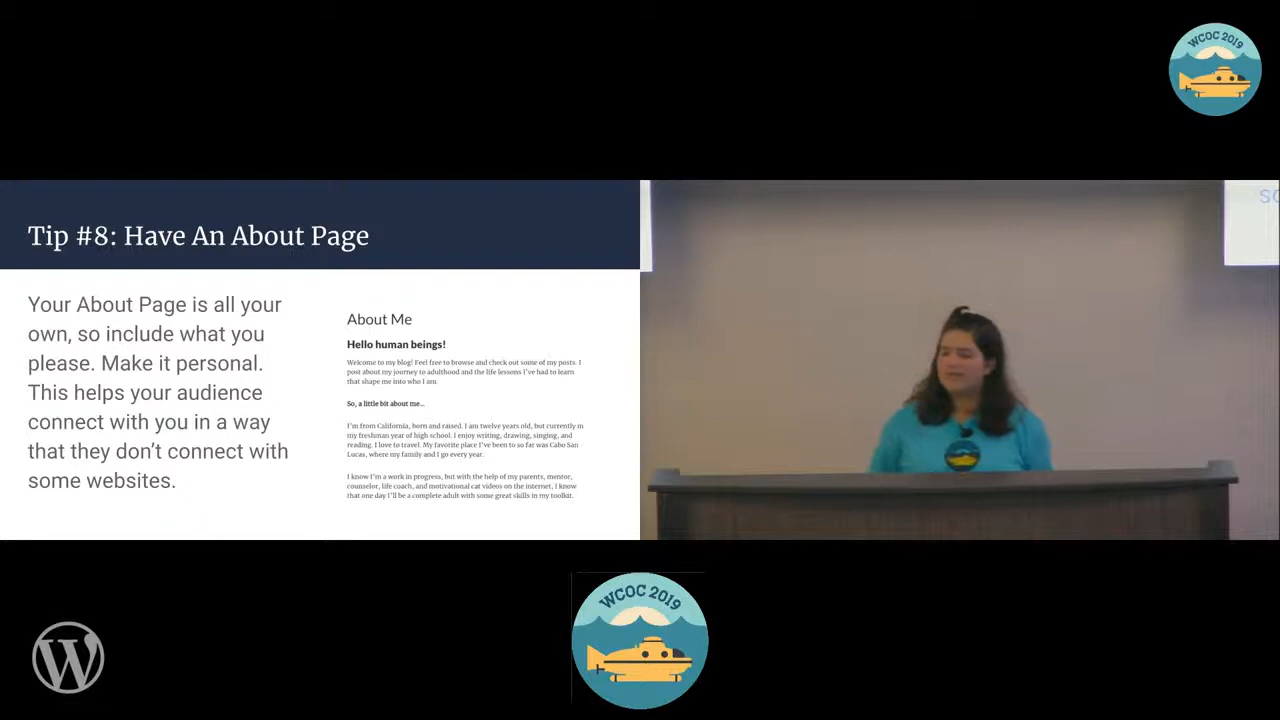 WCOC 2019
Tip #8: Have An About Page
Your About Page is all your
own, so include what you
please. Make it personal.
This helps your audience
connect with you in a way
that they don’t connect with
some websites.
About Me
Hello human beings!
Welcome to my blog! Feel free to browse and check out some of my posts. I
post about my journey to adulthood and the life lessons I've had to learn
that shape me into who I am.
So, a little bit about me...
I'm from California, born and raised. I am twelve years old, but currently in
my freshman year of high school. I enjoy writing, drawing, singing, and
reading. I love to travel. My favorite place I've been to so far was Cabo San
Lucas, where my family and I go every year.
I know I'm a work in progress, but with the help of my parents, mentor,
counselor, life coach, and motivational cat videos on the internet, I know
that one day I'll be a complete adult with some great skills in my toolkit.
WCOC 2019
W